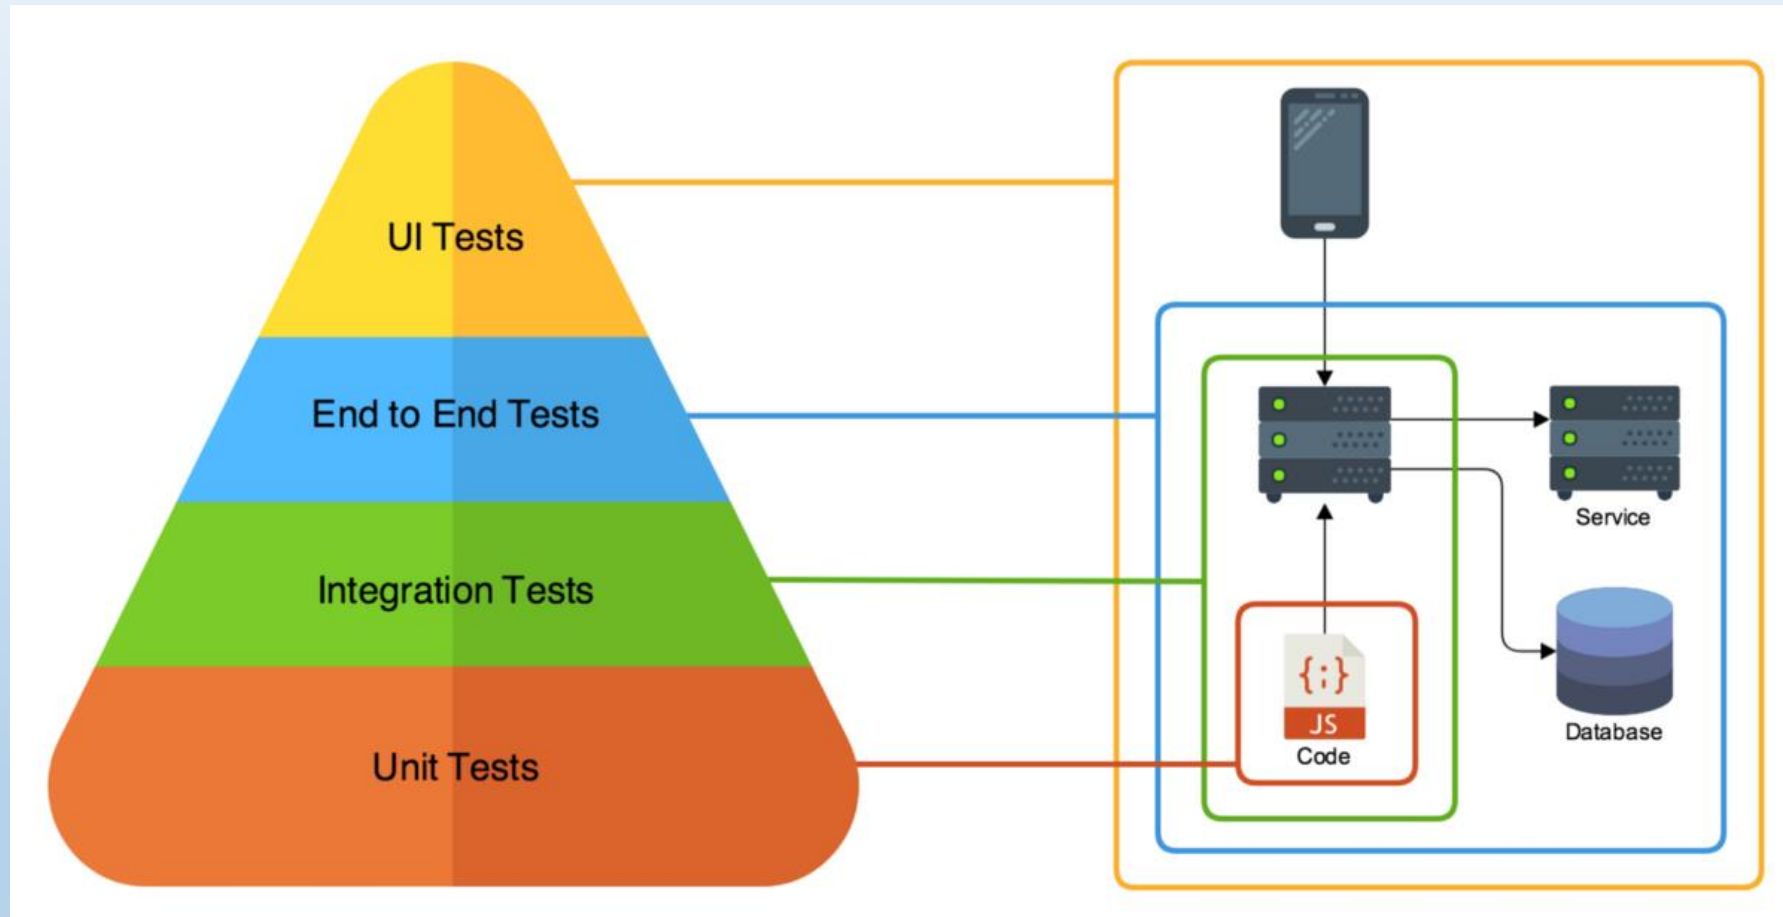 UI Tests
End to End Tests
Integration Tests
Unit Tests
Service
Database
{;}
JS
Code